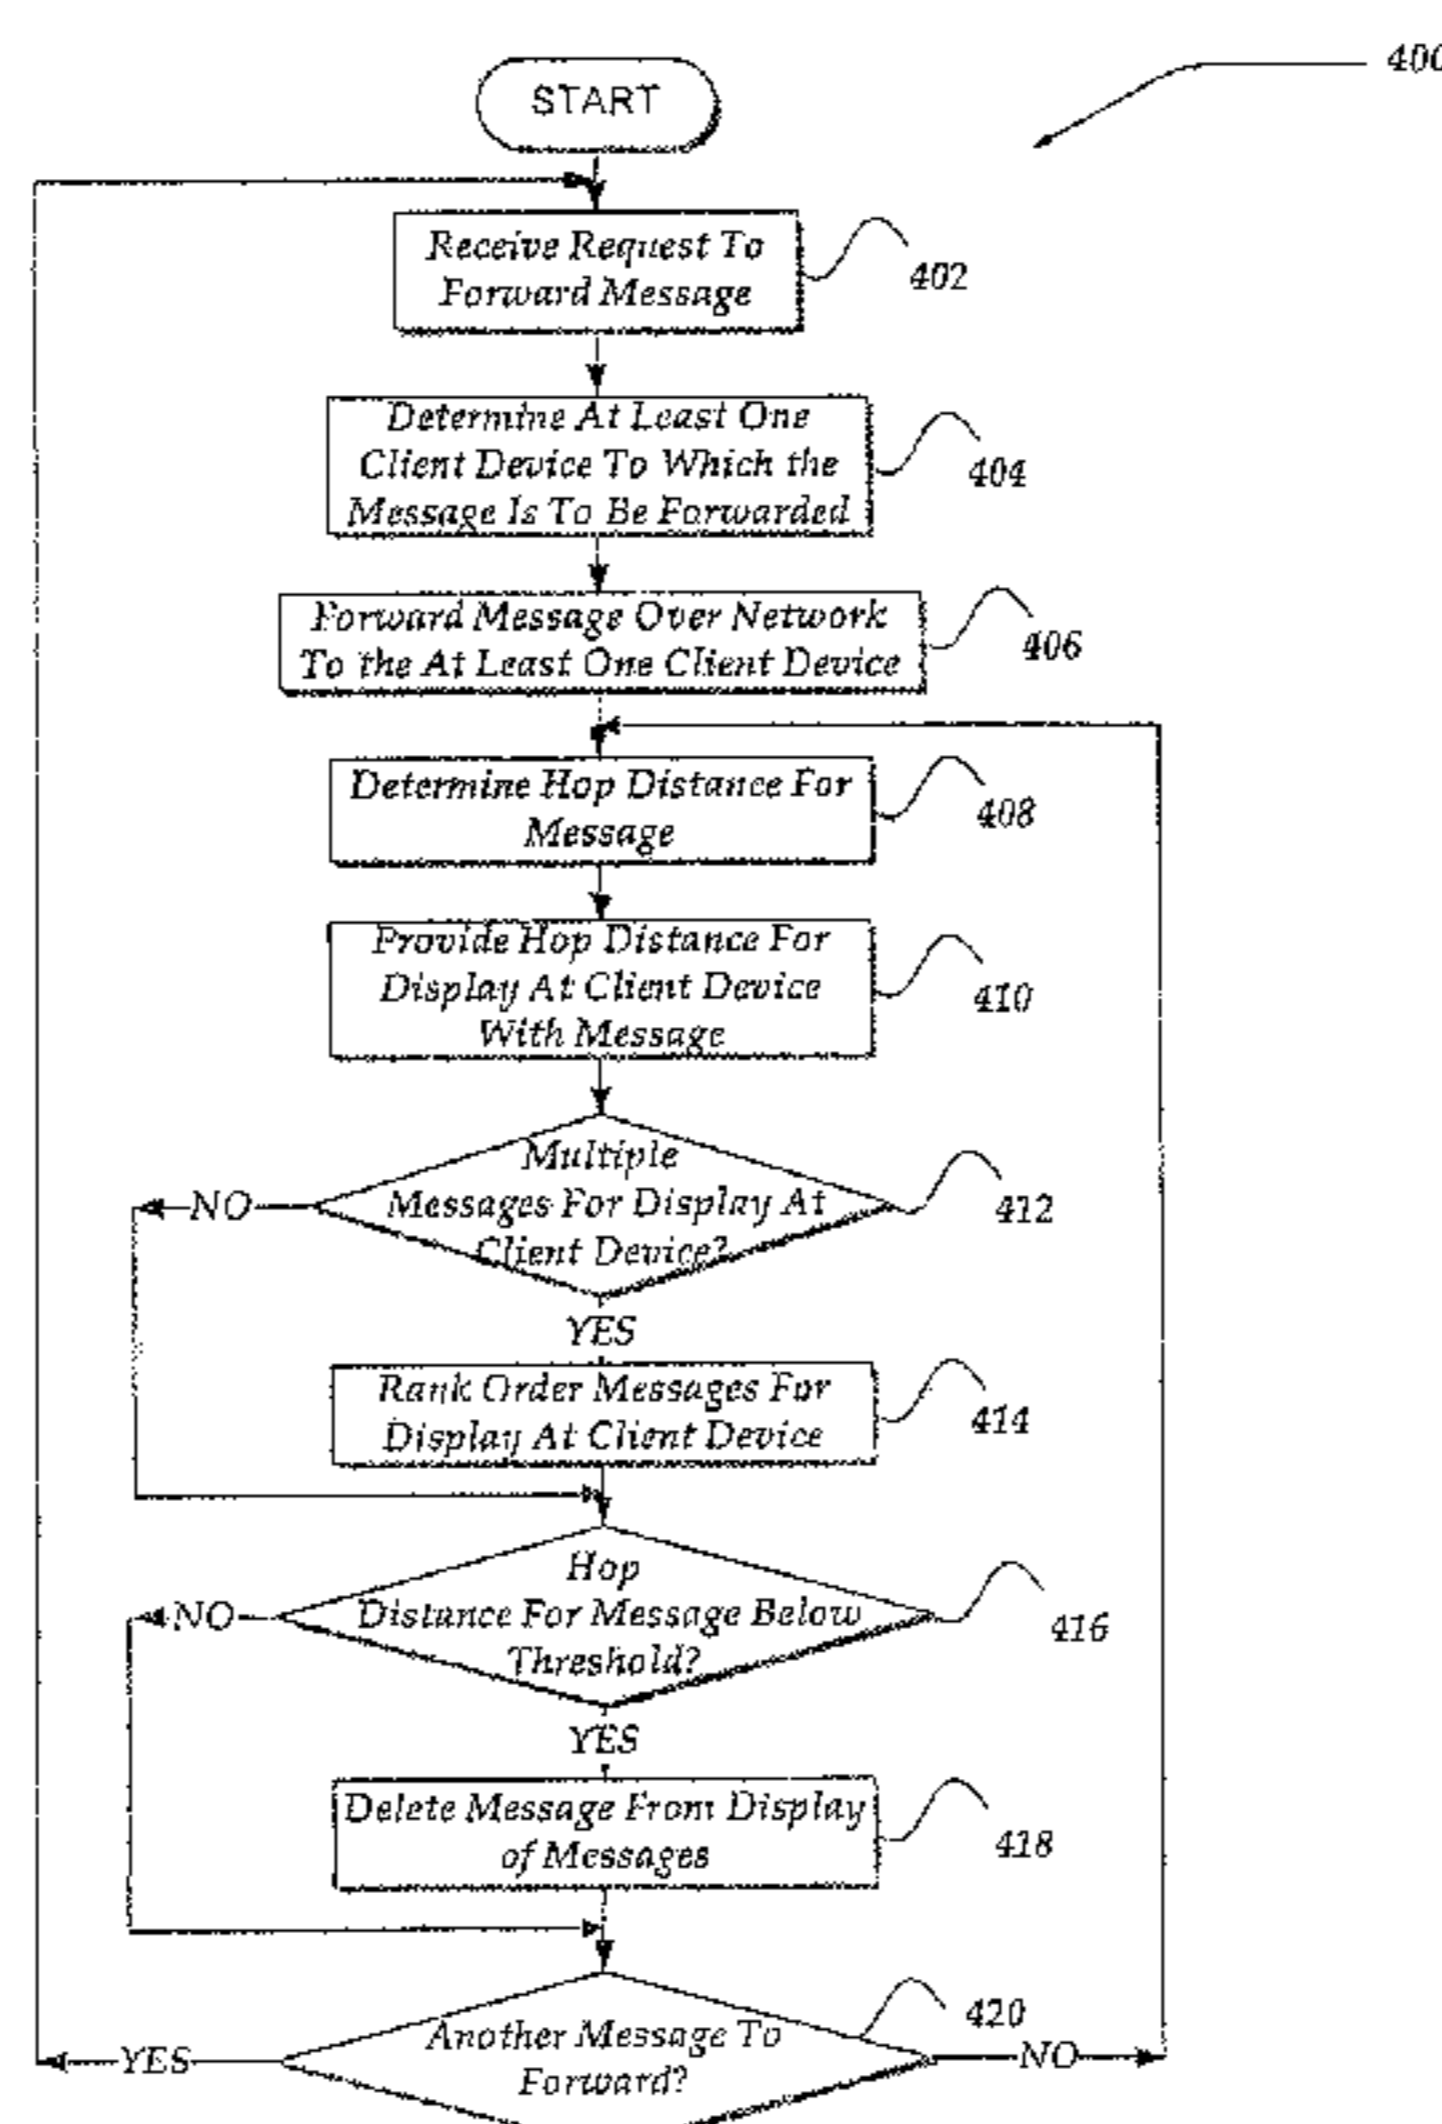 400
START
Receive Request To
Forward Message
402
Determine At Least One
Client Device To Which the
Message Is To Be Forwarded
404
Forward Message Over Network
To the At Least One Client Device
406
Determine Hop Distance For
Message
408
Provide Hop Distance For
Display At Client Device
With Message
410
Multiple
Messages For Display At
Client Device?
412
NO
YES
Rank Order Messages For
Display At Client Device
414
Hop
Distance For Message Below
Threshold?
416
NO
YES
Delete Message From Display
of Messages
418
Another Message To
Forward?
420
YES
NO